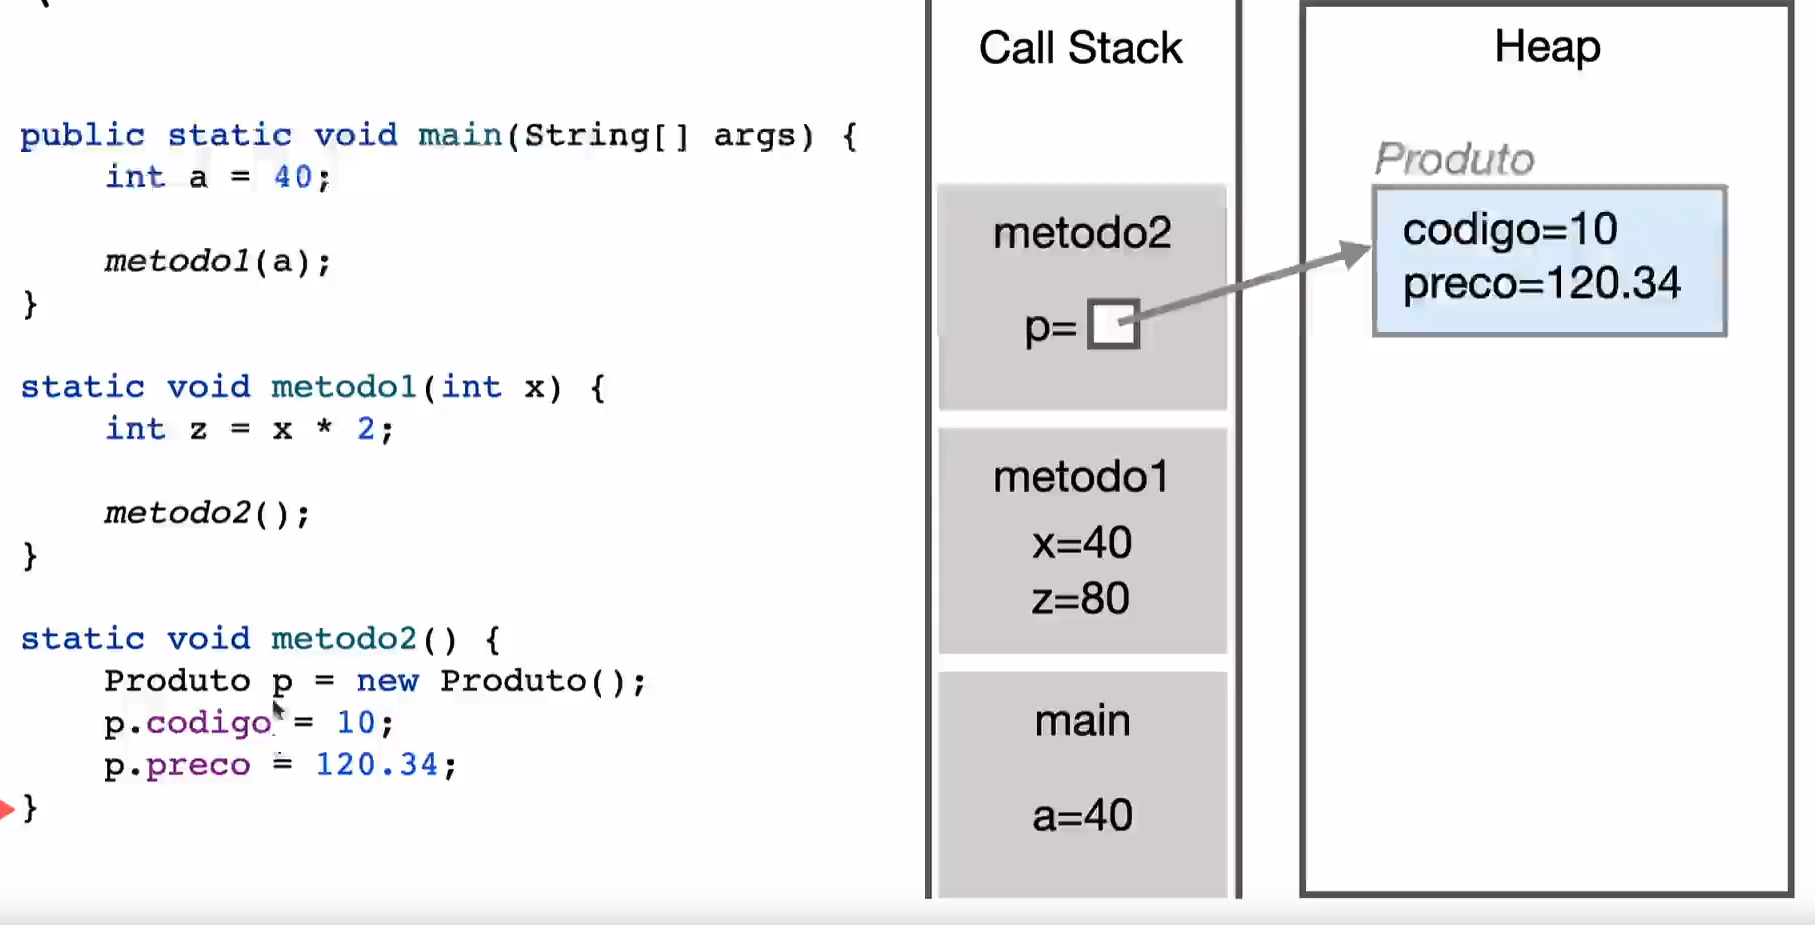 public static void main(String[] args) {
int a = 40;
metodo1(a);
}
static void metodo1(int x) {
int z = x * 2;
metodo2();
}
static void metodo2() {
Produto p = new Produto();
p.codigo = 10;
p.preco = 120.34;
}
Call Stack
metodo2
p=
metodo1
x=40
z=80
main
a=40
Heap
Produto
codigo=10
preco=120.34